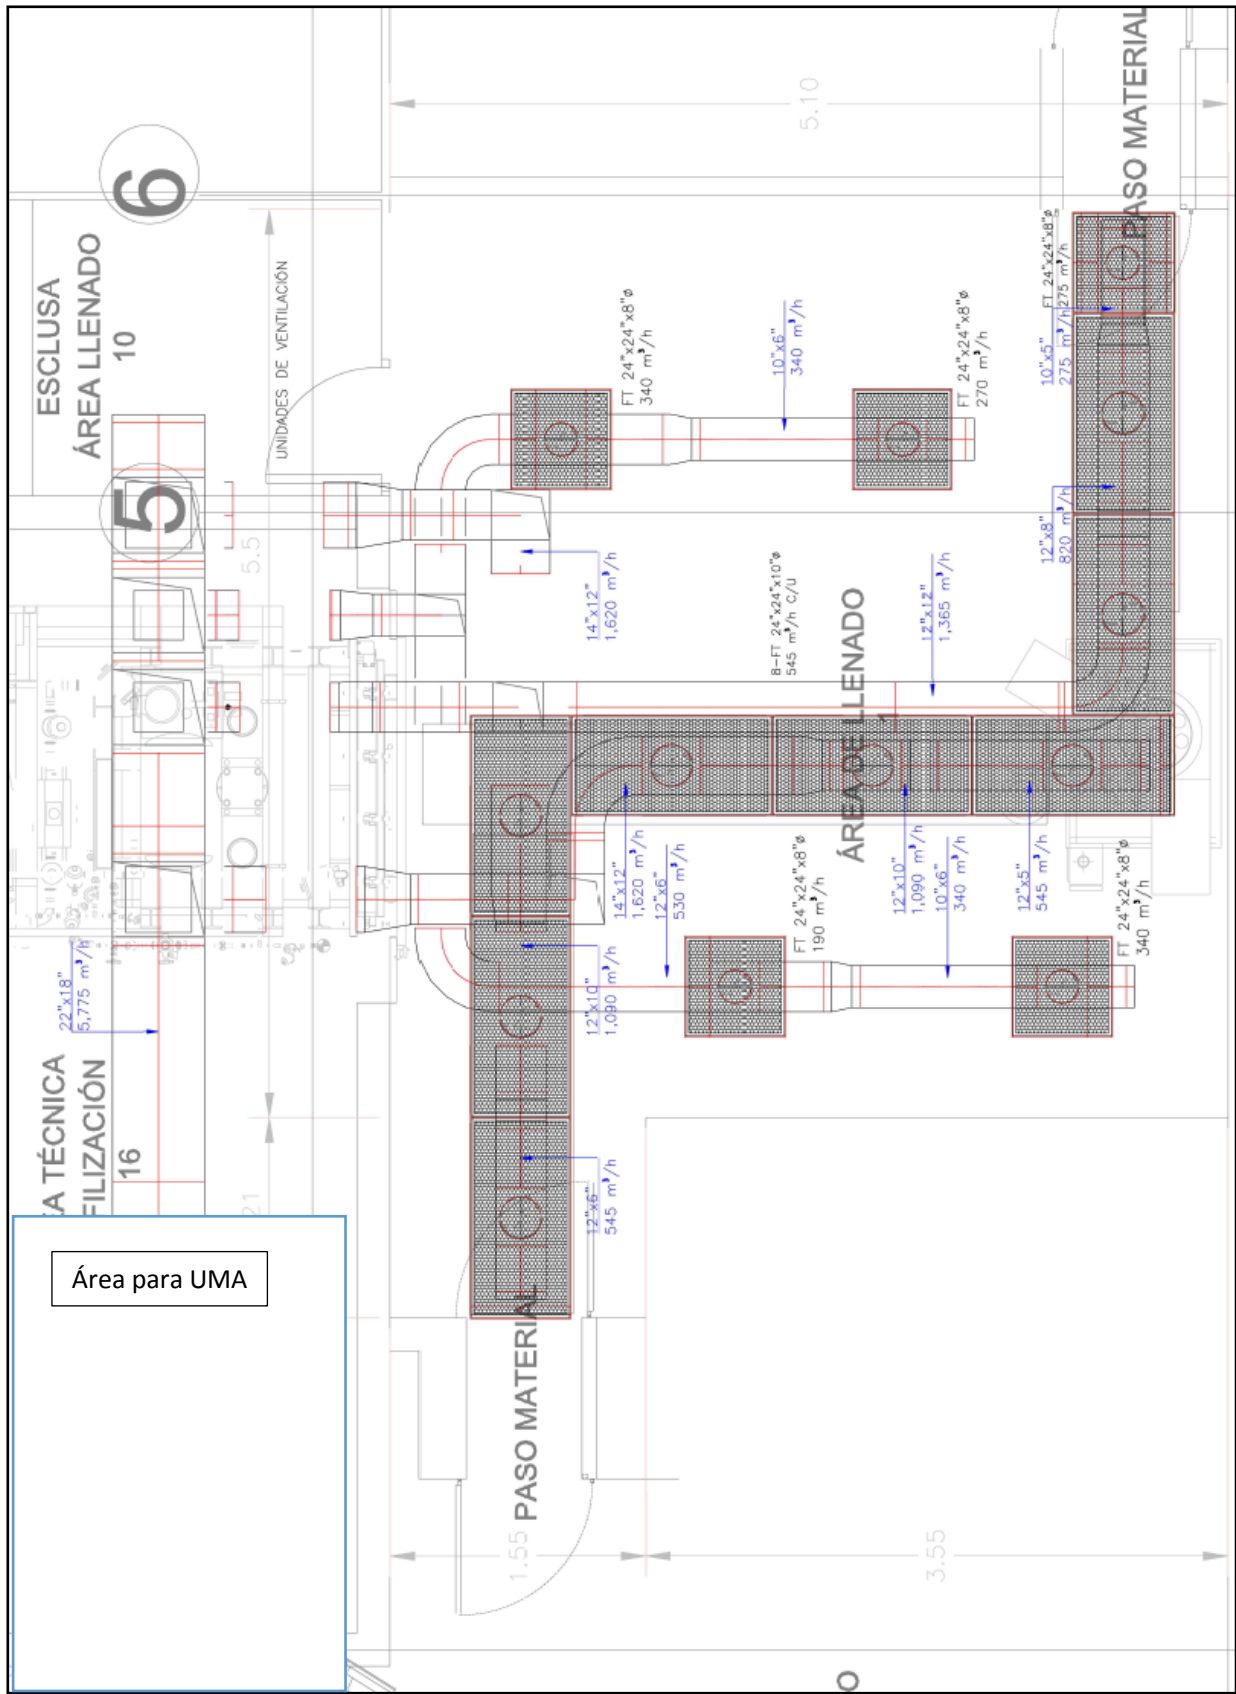 6
ESCLUSA
ÁREA LLENADO
10
5
UNIDADES DE VENTILACIÓN
5.5
5.10
PASO MATERIAL
FT 24"x24"x8"ø
275 m³/h
10"x5"
275 m³/h
FT 24"x24"x8"ø
340 m³/h
10"x6"
340 m³/h
FT 24"x24"x8"ø
270 m³/h
12"x8"
820 m³/h
14"x12"
1,620 m³/h
8-FT 24"x24"x10"ø
545 m³/h C/U
12"x12"
1,365 m³/h
ÁREA DE LLENADO
1
14"x12"
1,620 m³/h
12"x6"
530 m³/h
FT 24"x24"x8"ø
190 m³/h
12"x10"
1,090 m³/h
10"x6"
340 m³/h
12"x5"
545 m³/h
FT 24"x24"x8"ø
340 m³/h
22"x18"
5,775 m³/h
12"x10"
1,090 m³/h
A TÉCNICA
FILIZACIÓN
16
21
12"x6"
545 m³/h
Área para UMA
PASO MATERIAL
1.55
3.55
O